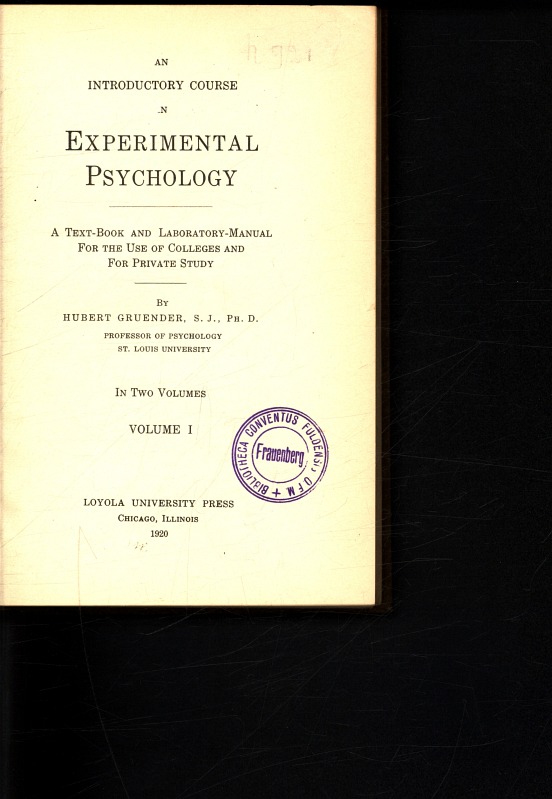 AN
INTRODUCTORY COURSE
N
EXPERIMENTAL
PSYCHOLOGY
A TEXT-BOOK AND LABORATORY-MANUAL
FOR THE USE OF COLLEGES AND
FOR PRIVATE STUDY
BY
HUBERT GRUENDER, S. J., PH. D.
PROFESSOR OF PSYCHOLOGY
ST. LOUIS UNIVERSITY
IN TWO VOLUMES
VOLUME I
BIBLIOTHECA CONVENTUS FULDENSIS O F M
Frauenberg
LOYOLA UNIVERSITY PRESS
CHICAGO, ILLINOIS
1920